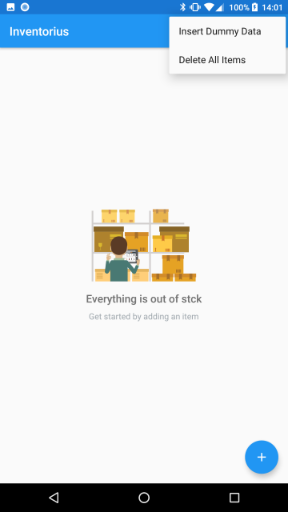 100% 14:01
Inventorius
Insert Dummy Data
Delete All Items
Everything is out of stck
Get started by adding an item